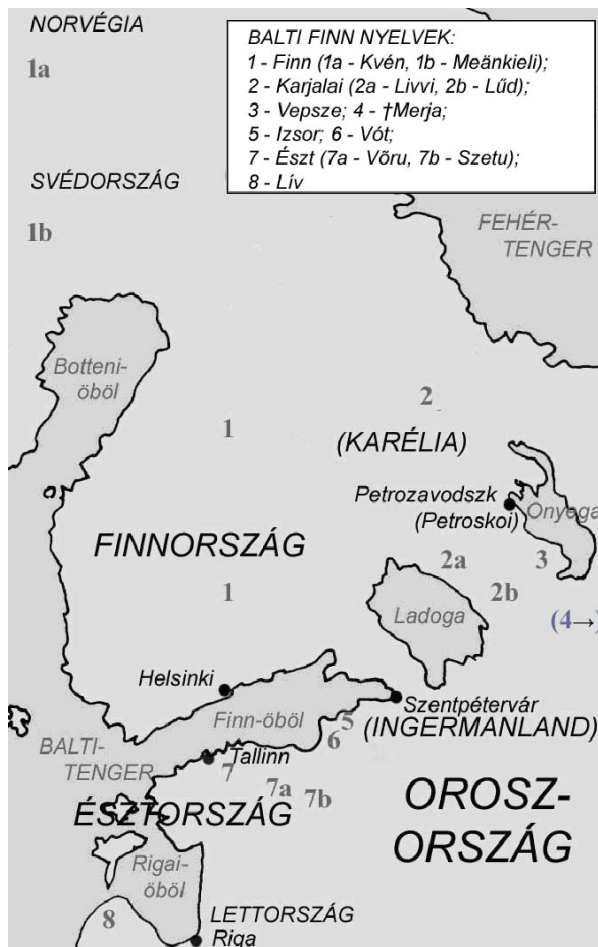 NORVÉGIA
1a
BALTI FINN NYELVEK:
1 - Finn (1a - Kvén, 1b - Meänkieli);
2 - Karjalai (2a - Livvi, 2b - Lűd);
3 - Vepsze; 4 - †Merja;
5 - Izsor; 6 - Vót;
7 - Észt (7a - Võru, 7b - Szetu);
8 - Lív
SVÉDORSZÁG
1b
FEHÉR-
TENGER
Botteni-
öböl
2
1
(KARÉLIA)
Petrozavodszk
(Petroskoi)
Onyega
FINNORSZÁG
2a
3
1
2b
Ladoga
(4→)
Helsinki
Szentpétervár
Finn-öböl
5
(INGERMANLAND)
6
BALTI-
TENGER
Tallinn
7
7a
7b
ÉSZTORSZÁG
OROSZ-
ORSZÁG
Rigai-
öböl
8
LETTORSZÁG
Riga